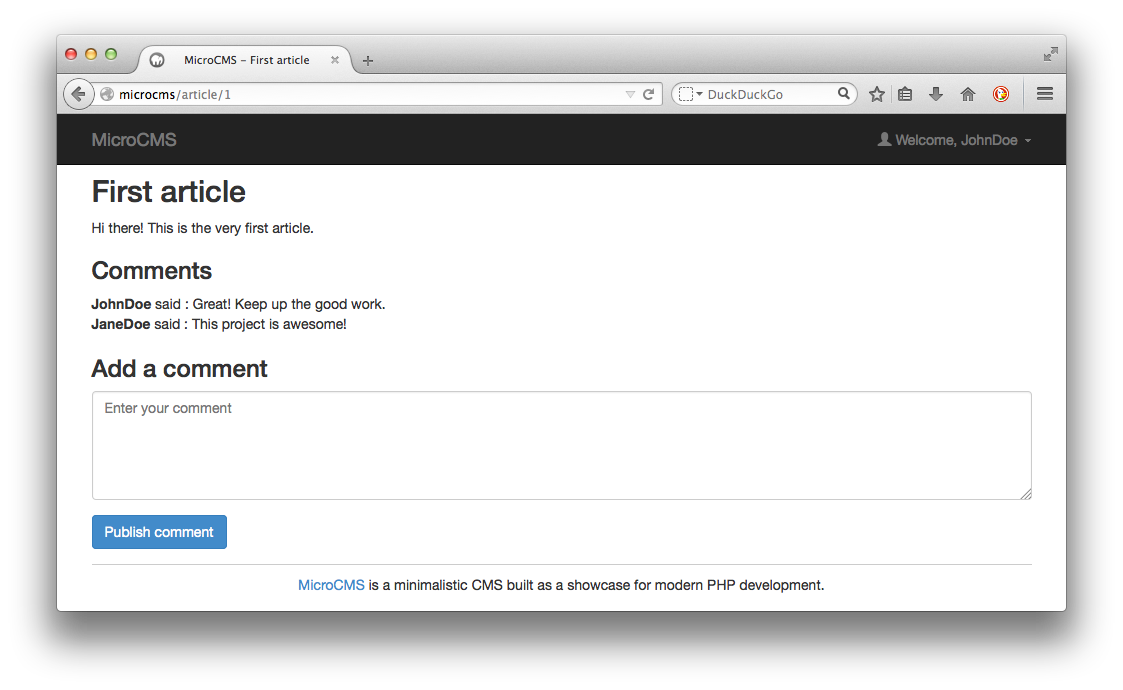 MicroCMS – First article
microcms/article/1
DuckDuckGo
MicroCMS
Welcome, JohnDoe
First article
Hi there! This is the very first article.
Comments
JohnDoe said : Great! Keep up the good work.
JaneDoe said : This project is awesome!
Add a comment
Enter your comment
Publish comment
MicroCMS is a minimalistic CMS built as a showcase for modern PHP development.